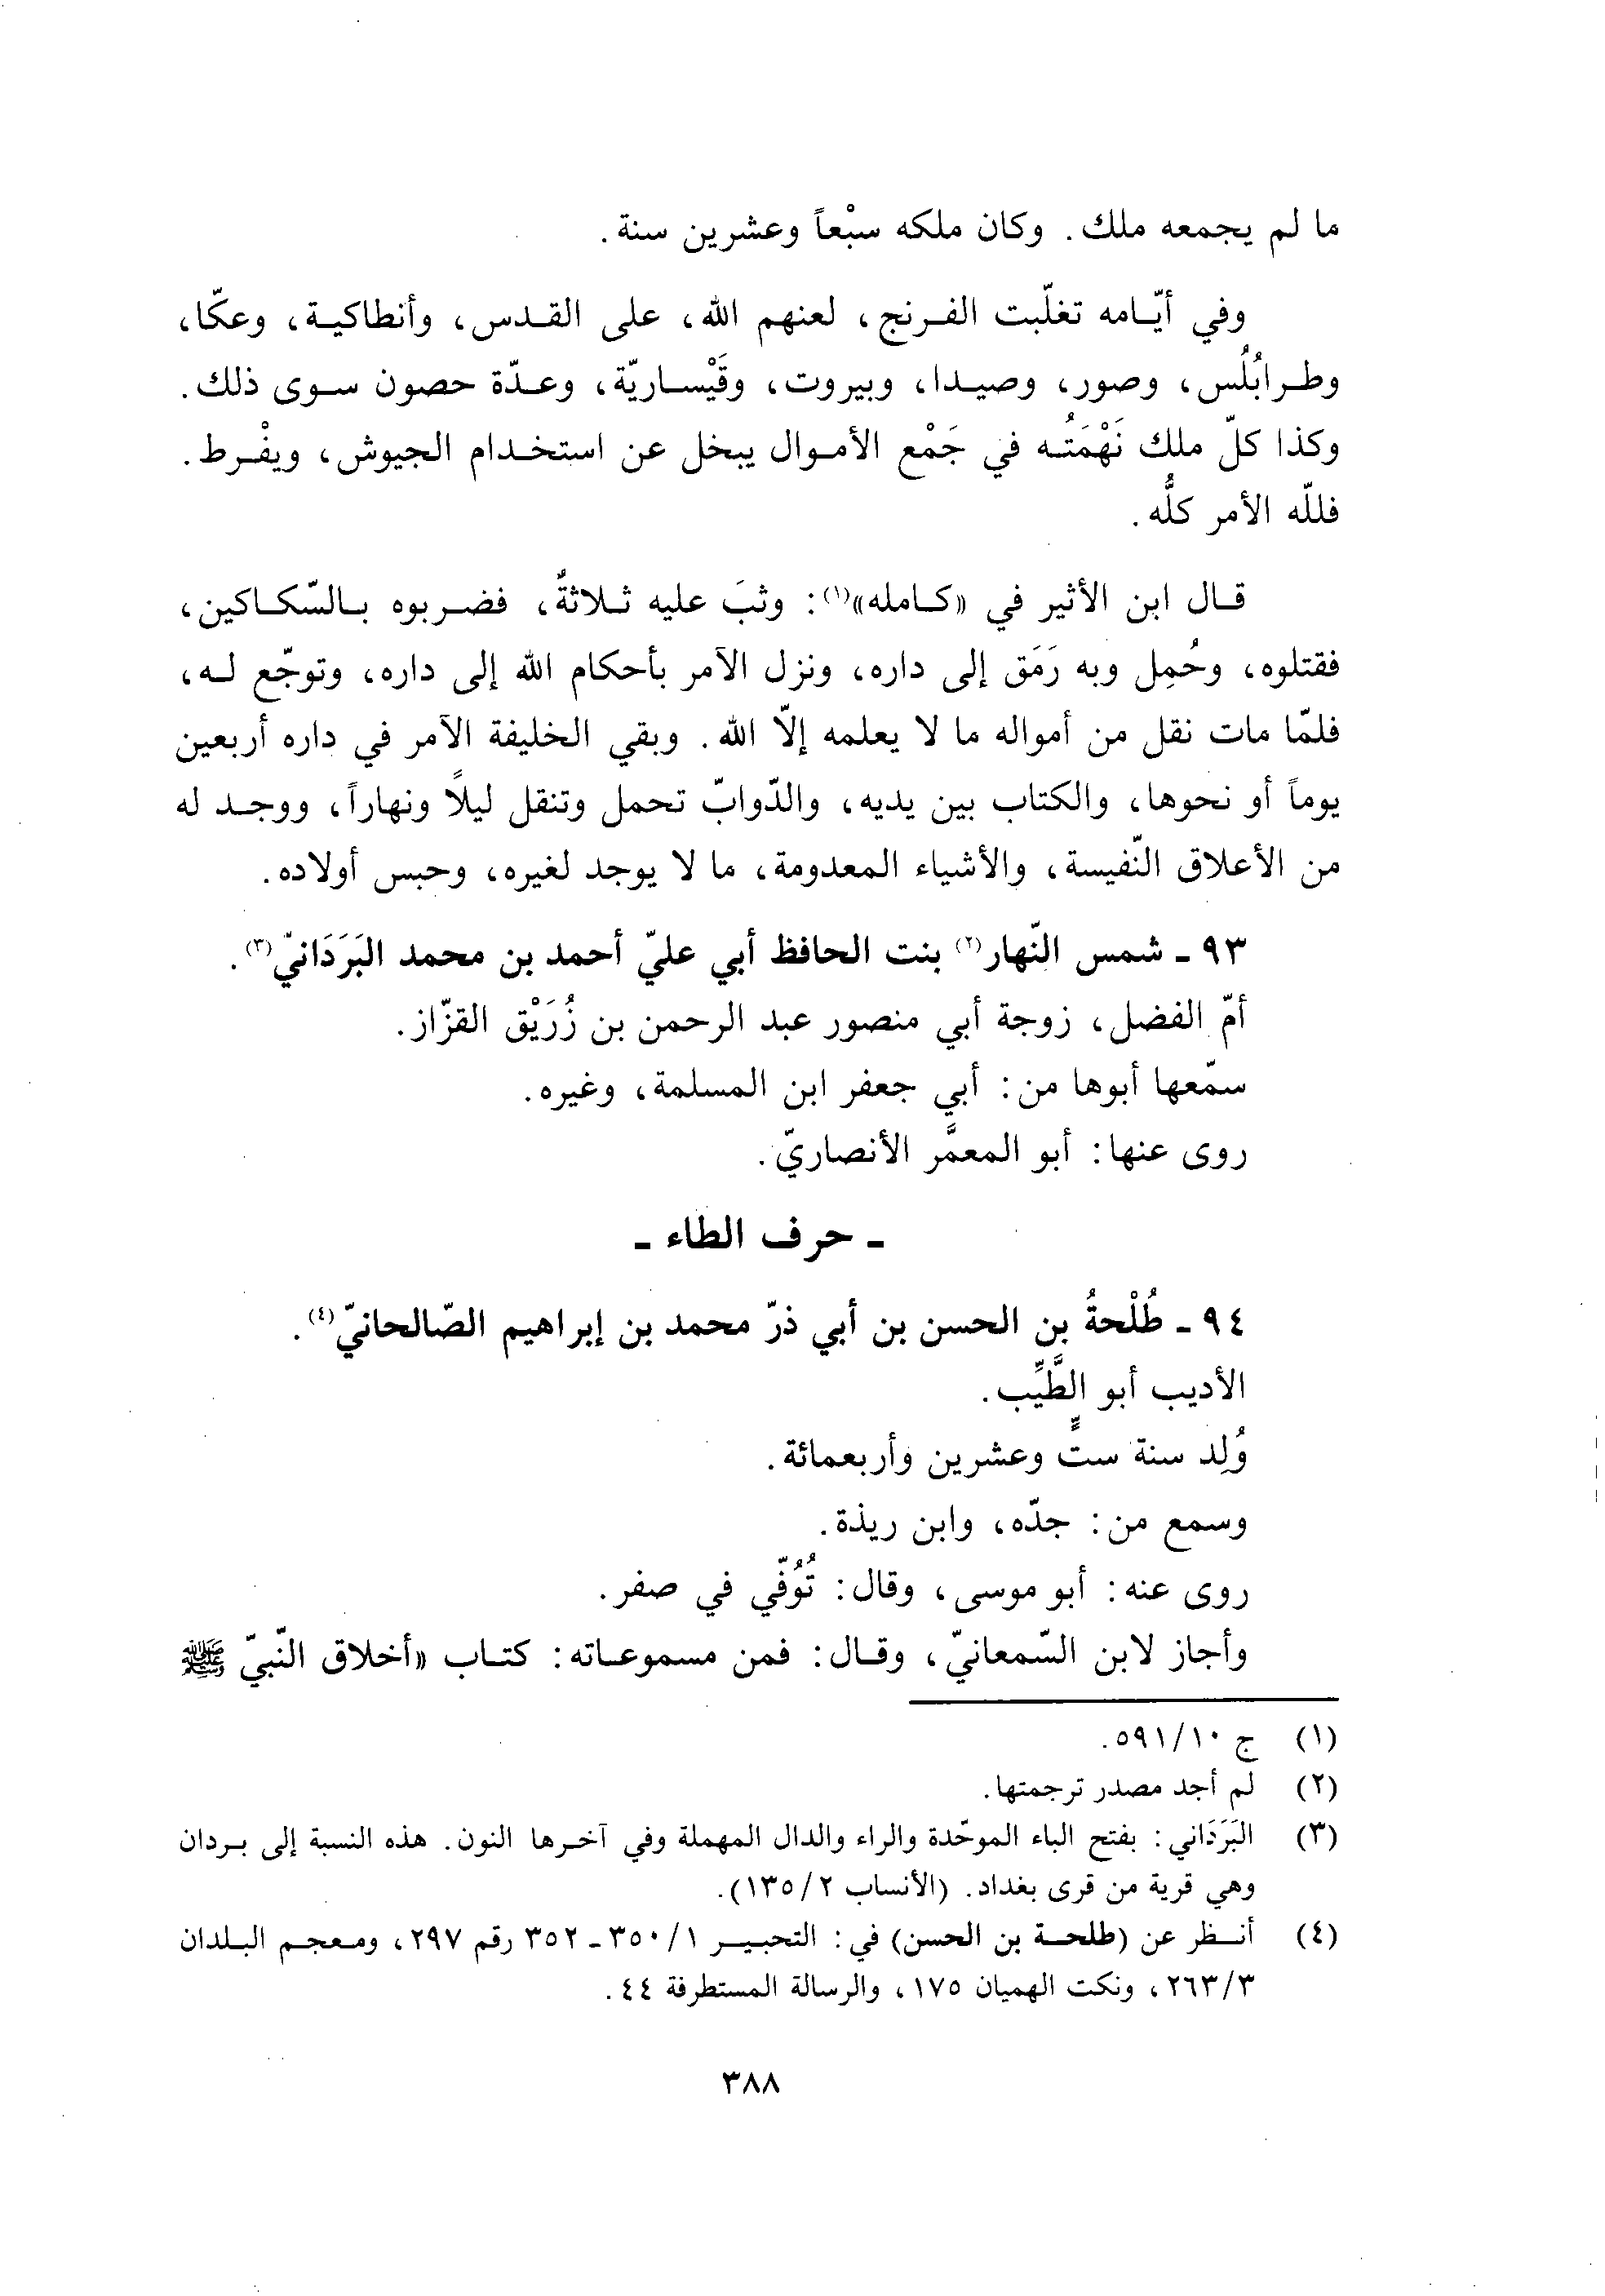 ما لم يجمعه ملك. وكان ملكه سبْعاً وعشرين سنة.
وفي أيّامه تغلّبت الفرنج، لعنهم الله، على القدس، وأنطاكية، وعكّا،
وطرابُلُس، وصور، وصيدا، وبيروت، وقَيْساريّة، وعدّة حصون سوى ذلك.
وكذا كلّ ملك نَهْمَتُه في جَمْع الأموال يبخل عن استخدام الجيوش، ويفْرط.
فللّه الأمر كلُّه.
قال ابن الأثير في «كامله»(١): وثبَ عليه ثلاثةٌ، فضربوه بالسّكاكين،
فقتلوه، وحُمِل وبه رَمَق إلى داره، ونزل الآمر بأحكام الله إلى داره، وتوجّع له،
فلمّا مات نقل من أمواله ما لا يعلمه إلّا الله. وبقي الخليفة الآمر في داره أربعين
يوماً أو نحوها، والكتاب بين يديه، والدّوابّ تحمل وتنقل ليلاً ونهاراً، ووجد له
من الأعلاق النّفيسة، والأشياء المعدومة، ما لا يوجد لغيره، وحبس أولاده.
٩٣ ـ شمس النّهار(٢) بنت الحافظ أبي عليّ أحمد بن محمد البَرَدَانيّ(٣).
أمّ الفضل، زوجة أبي منصور عبد الرحمن بن زُرَيْق القزّاز.
سمّعها أبوها من: أبي جعفر ابن المسلمة، وغيره.
روى عنها: أبو المعمَّر الأنصاريّ.
ـ حرف الطاء ـ
٩٤ ـ طُلْحةُ بن الحسن بن أبي ذرّ محمد بن إبراهيم الصّالحانيّ(٤).
الأديب أبو الطَّيِّب.
وُلِد سنة ستٍّ وعشرين وأربعمائة.
وسمع من: جدّه، وابن ريذة.
روى عنه: أبو موسى، وقال: تُوُفّي في صفر.
وأجاز لابن السّمعانيّ، وقال: فمن مسموعاته: كتاب «أخلاق النّبيّ ﷺ
(١) ج ١٠/٥٩١.
(٢) لم أجد مصدر ترجمتها.
(٣) البَرَدَاني: بفتح الباء الموحّدة والراء والدال المهملة وفي آخرها النون. هذه النسبة إلى بردان
وهي قرية من قرى بغداد. (الأنساب ٢/١٣٥).
(٤) أنظر عن (طلحة بن الحسن) في: التحبير ١/٣٥٠ ـ ٣٥٢ رقم ٢٩٧، ومعجم البلدان
٣/٢٦٣، ونكت الهميان ١٧٥، والرسالة المستطرفة ٤٤.
٣٨٨